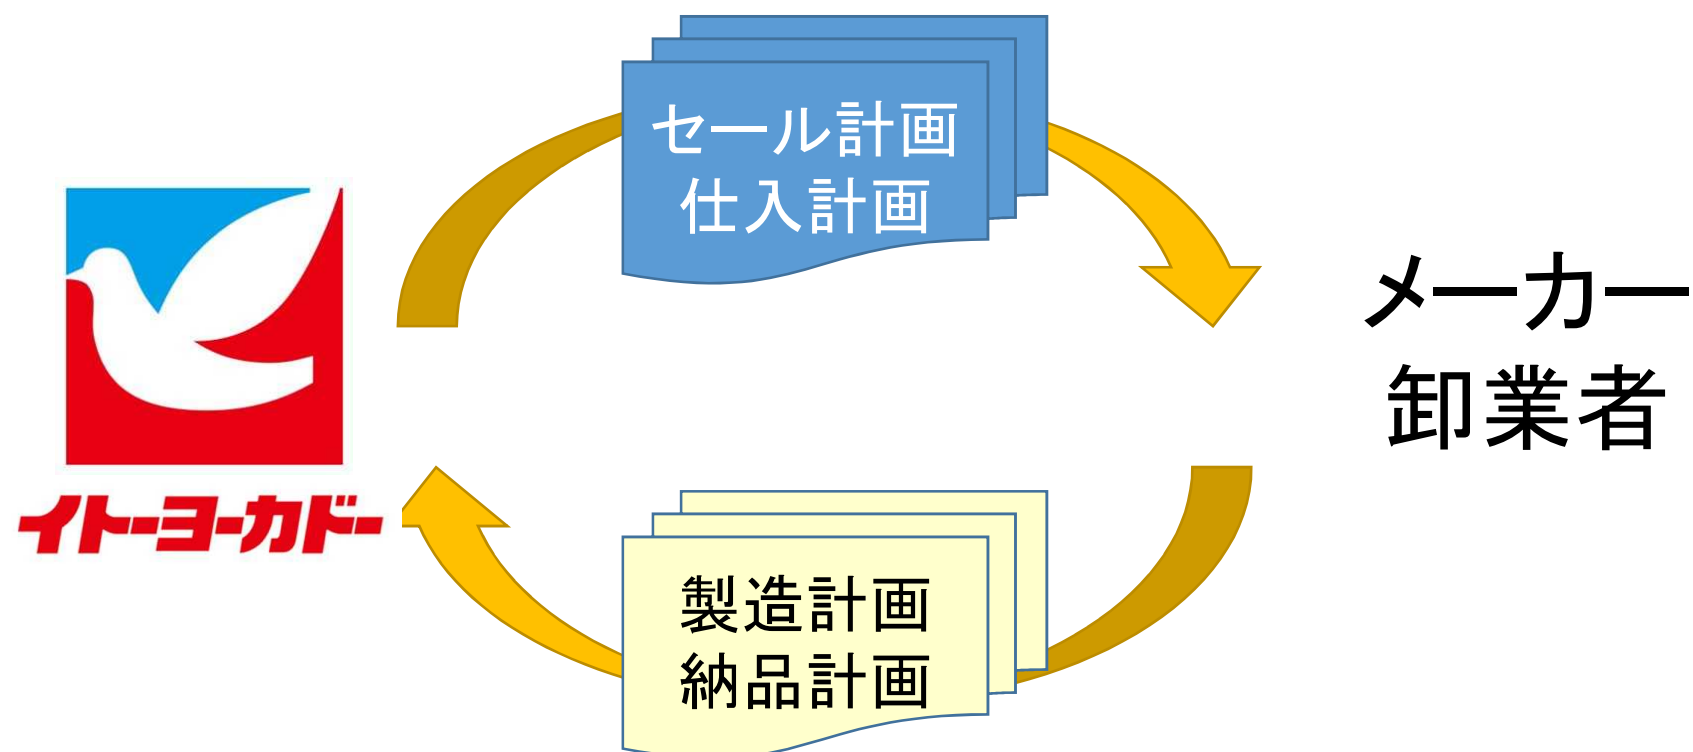 セール計画
仕入計画
イトーヨーカドー
メーカー
卸業者
製造計画
納品計画